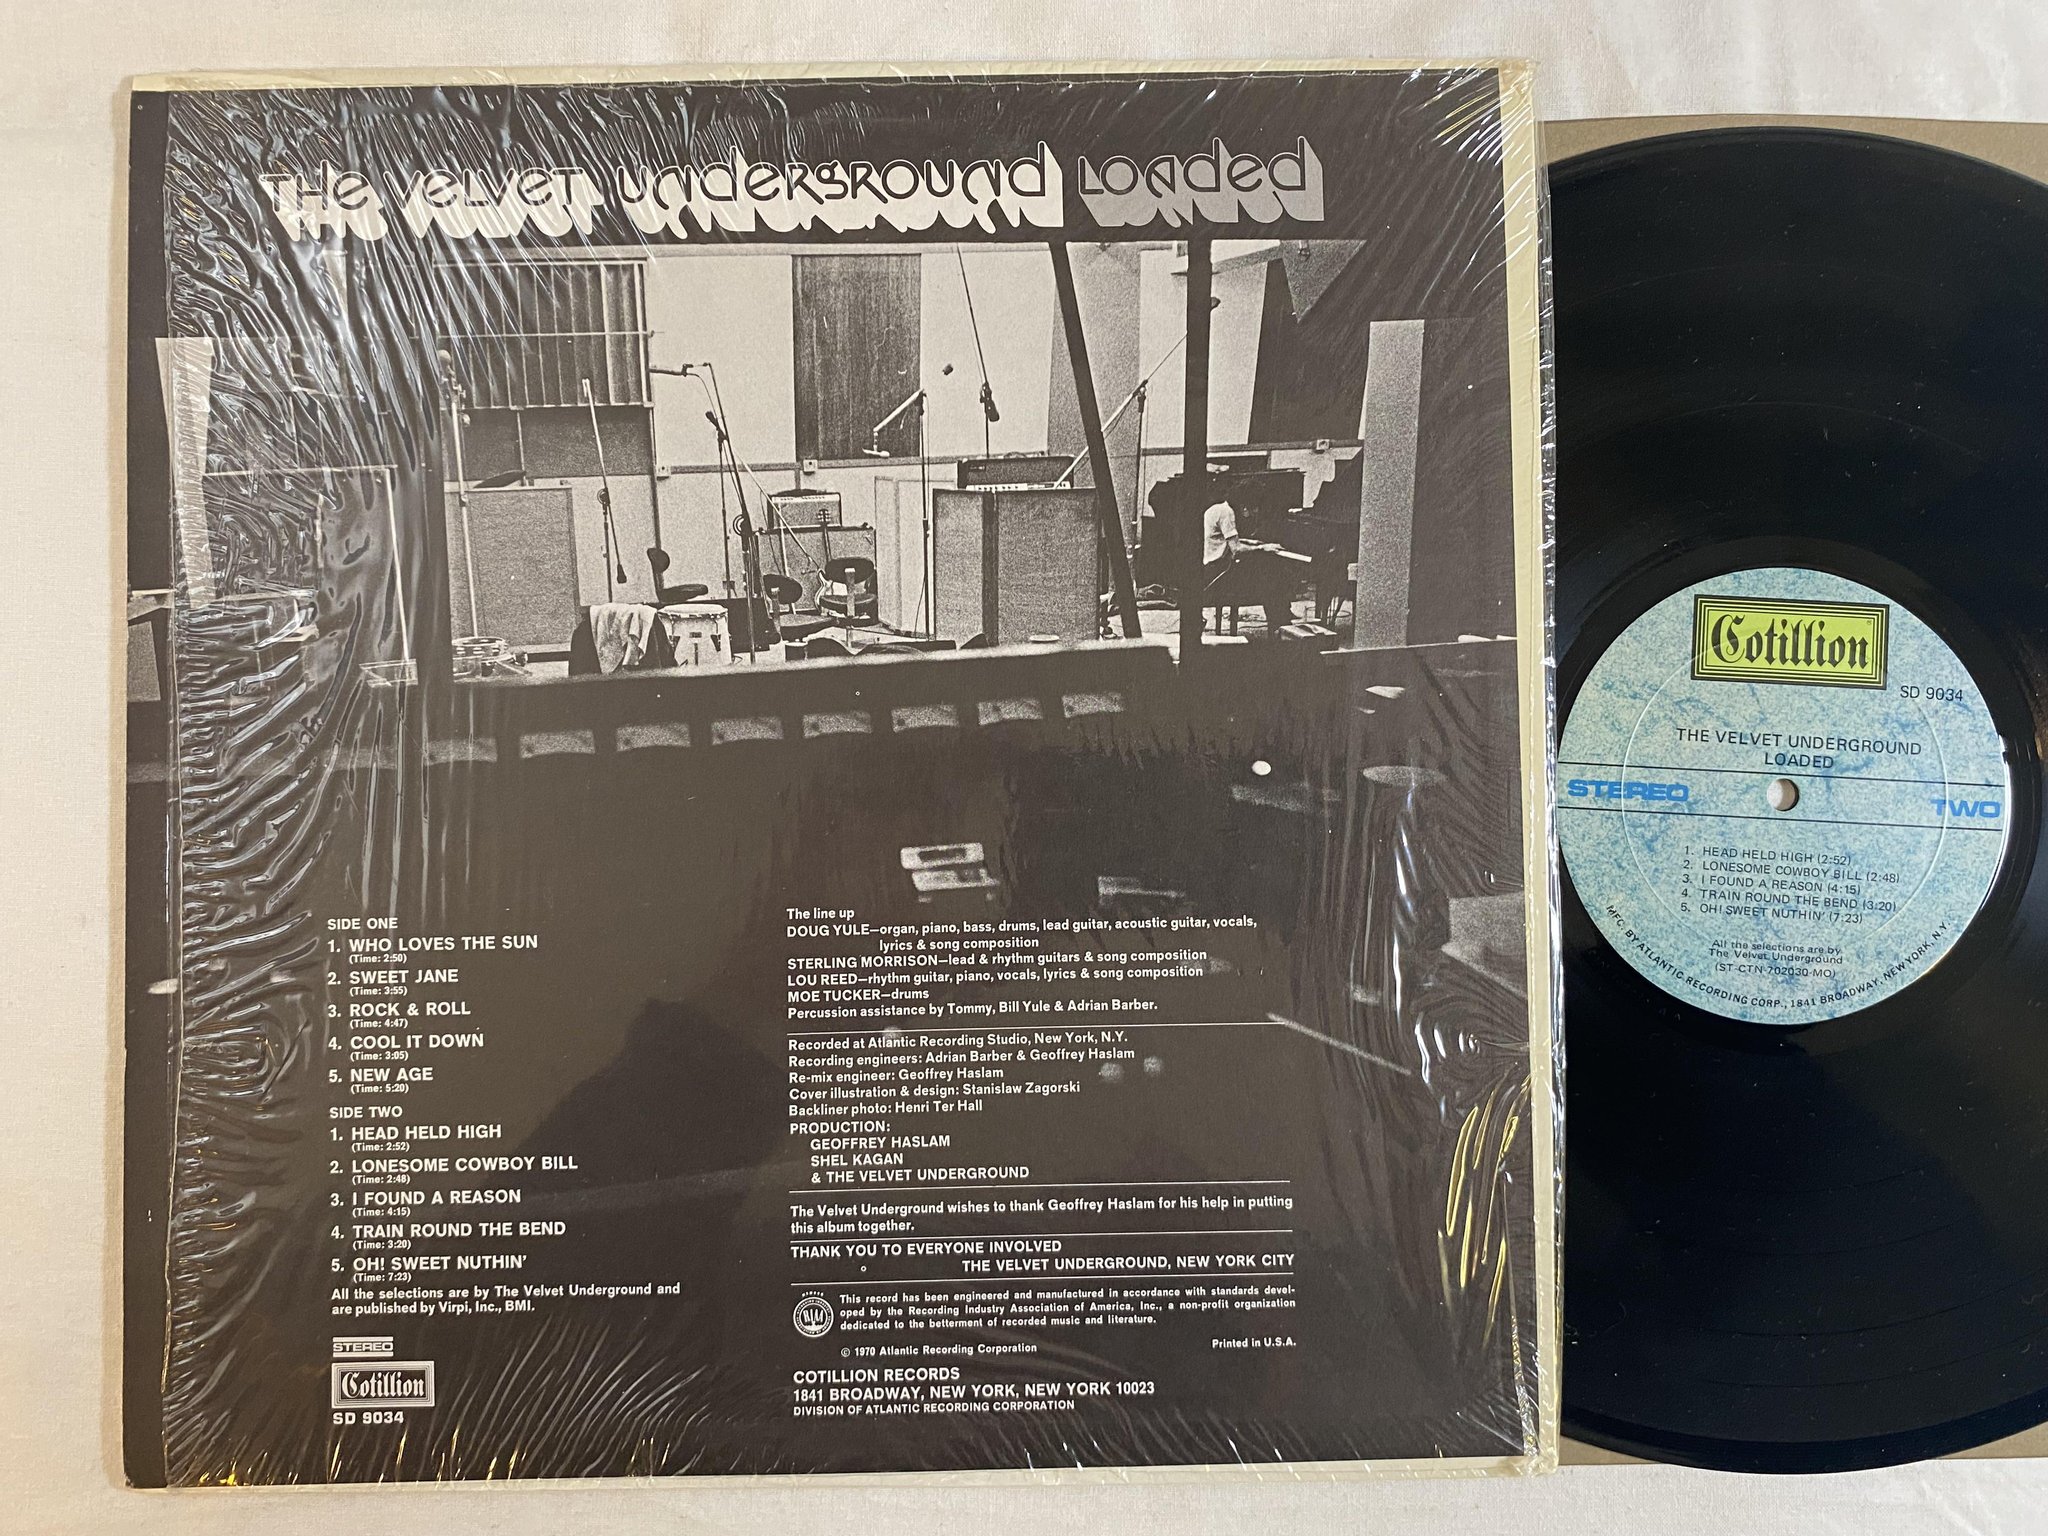 THE VELVET UNDERGROUND LOADED
SIDE ONE
1. WHO LOVES THE SUN
(Time: 2:50)
2. SWEET JANE
(Time: 3:55)
3. ROCK & ROLL
(Time: 4:47)
4. COOL IT DOWN
(Time: 3:05)
5. NEW AGE
(Time: 5:20)
SIDE TWO
1. HEAD HELD HIGH
(Time: 2:52)
2. LONESOME COWBOY BILL
(Time: 2:48)
3. I FOUND A REASON
(Time: 4:15)
4. TRAIN ROUND THE BEND
(Time: 3:20)
5. OH! SWEET NUTHIN'
(Time: 7:23)
All the selections are by The Velvet Underground and
are published by Virpi, Inc., BMI.
STEREO
Cotillion
SD 9034
The line up
DOUG YULE—organ, piano, bass, drums, lead guitar, acoustic guitar, vocals,
lyrics & song composition
STERLING MORRISON—lead & rhythm guitars & song composition
LOU REED—rhythm guitar, piano, vocals, lyrics & song composition
MOE TUCKER—drums
Percussion assistance by Tommy, Bill Yule & Adrian Barber.
Recorded at Atlantic Recording Studio, New York, N.Y.
Recording engineers: Adrian Barber & Geoffrey Haslam
Re-mix engineer: Geoffrey Haslam
Cover illustration & design: Stanislaw Zagorski
Backliner photo: Henri Ter Hall
PRODUCTION:
GEOFFREY HASLAM
SHEL KAGAN
& THE VELVET UNDERGROUND
The Velvet Underground wishes to thank Geoffrey Haslam for his help in putting
this album together.
THANK YOU TO EVERYONE INVOLVED
THE VELVET UNDERGROUND, NEW YORK CITY
This record has been engineered and manufactured in accordance with standards devel-
oped by the Recording Industry Association of America, Inc., a non-profit organization
dedicated to the betterment of recorded music and literature.
Printed in U.S.A.
© 1970 Atlantic Recording Corporation
COTILLION RECORDS
1841 BROADWAY, NEW YORK, NEW YORK 10023
DIVISION OF ATLANTIC RECORDING CORPORATION
Cotillion®
SD 9034
THE VELVET UNDERGROUND
LOADED
STEREO
TWO
1. HEAD HELD HIGH (2:52)
2. LONESOME COWBOY BILL (2:48)
3. I FOUND A REASON (4:15)
4. TRAIN ROUND THE BEND (3:20)
5. OH! SWEET NUTHIN' (7:23)
All the selections are by
The Velvet Underground
(ST-CTN-702030-MO)
MFG. BY ATLANTIC RECORDING CORP., 1841 BROADWAY, NEW YORK, N.Y.